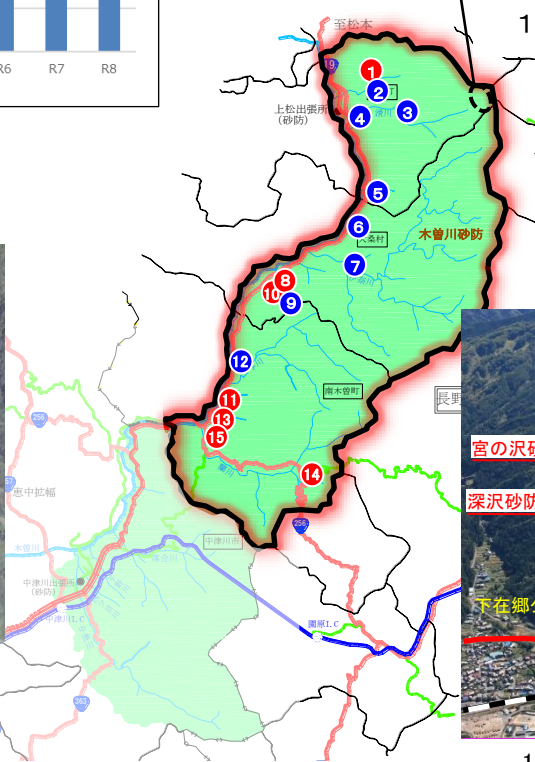 R6
R7
R8
至松本
1
19
1
2
3
4
上松出張所
(砂防)
5
6
大桑村
木曽川砂防
7
8
10
9
12
南木曽町
長野
11
13
15
14
宮の沢砂
深沢砂防
下在郷
256
恵中拡幅
木曽川
中津川市
256
中津川出張所
(砂防)
中津川I.C
園原I.C
363
1